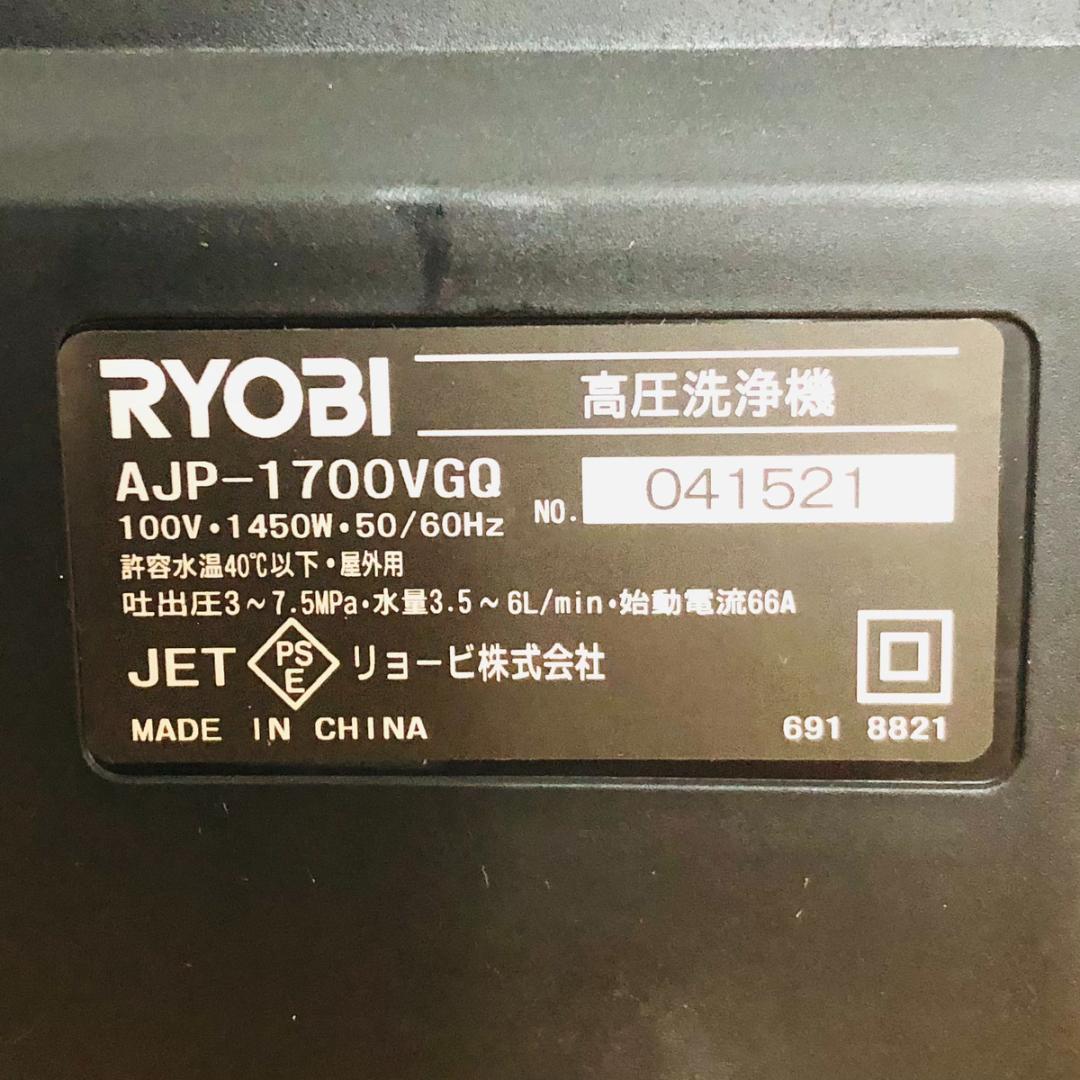 RYOBI
高圧洗浄機
AJP-1700VGQ
NO. 041521
100V・1450W・50/60Hz
許容水温40℃以下・屋外用
吐出圧3～7.5MPa・水量3.5～6L/min・始動電流66A
JET PSE リョービ株式会社
MADE IN CHINA
691 8821